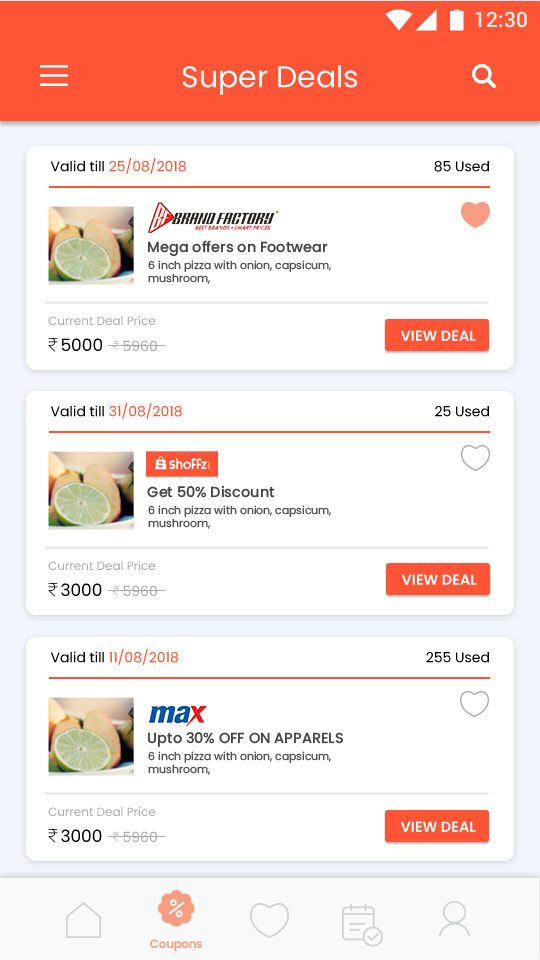 12:30
Super Deals
Valid till 25/08/2018 85 Used
BRAND FACTORY
BEST BRANDS • SMART PRICES
Mega offers on Footwear
6 inch pizza with onion, capsicum,
mushroom,
Current Deal Price
₹5000 ₹5960
VIEW DEAL
Valid till 31/08/2018 25 Used
Shoffz
Get 50% Discount
6 inch pizza with onion, capsicum,
mushroom,
Current Deal Price
₹3000 ₹5960
VIEW DEAL
Valid till 11/08/2018 255 Used
max
Upto 30% OFF ON APPARELS
6 inch pizza with onion, capsicum,
mushroom,
Current Deal Price
₹3000 ₹5960
VIEW DEAL
Coupons